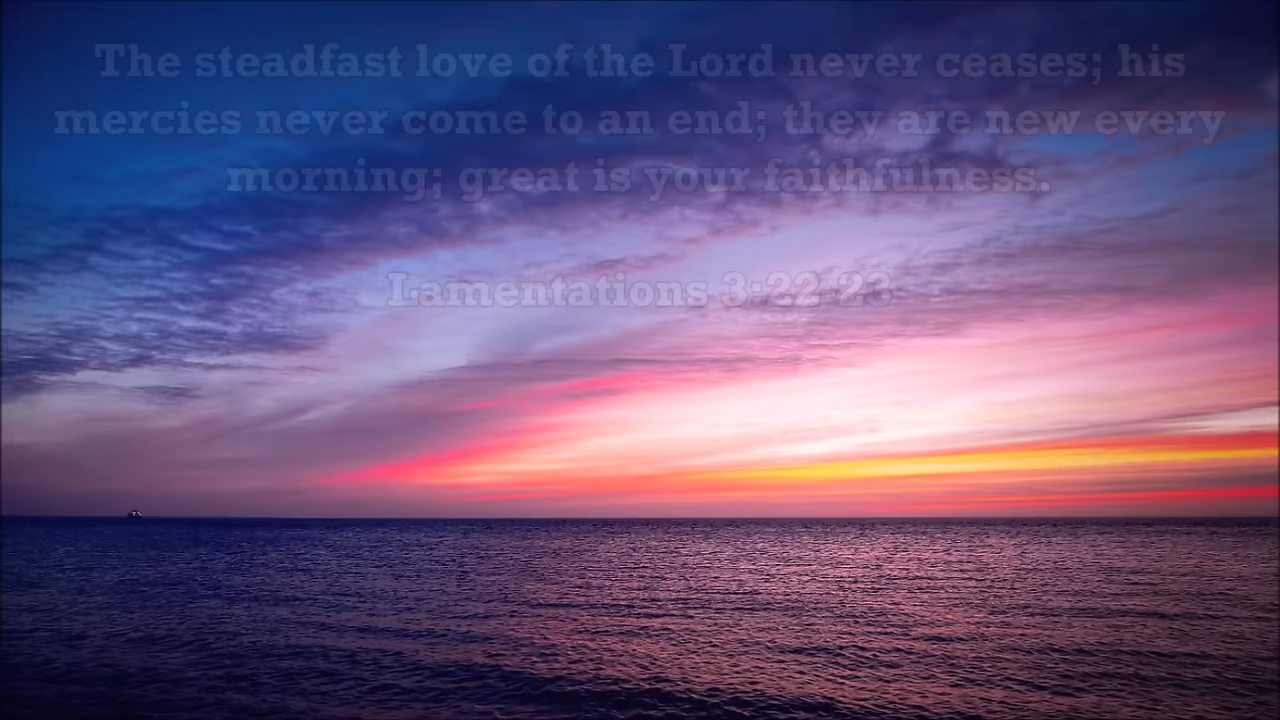 The steadfast love of the Lord never ceases; his
mercies never come to an end; they are new every
morning; great is your faithfulness.
Lamentations 3:22-23